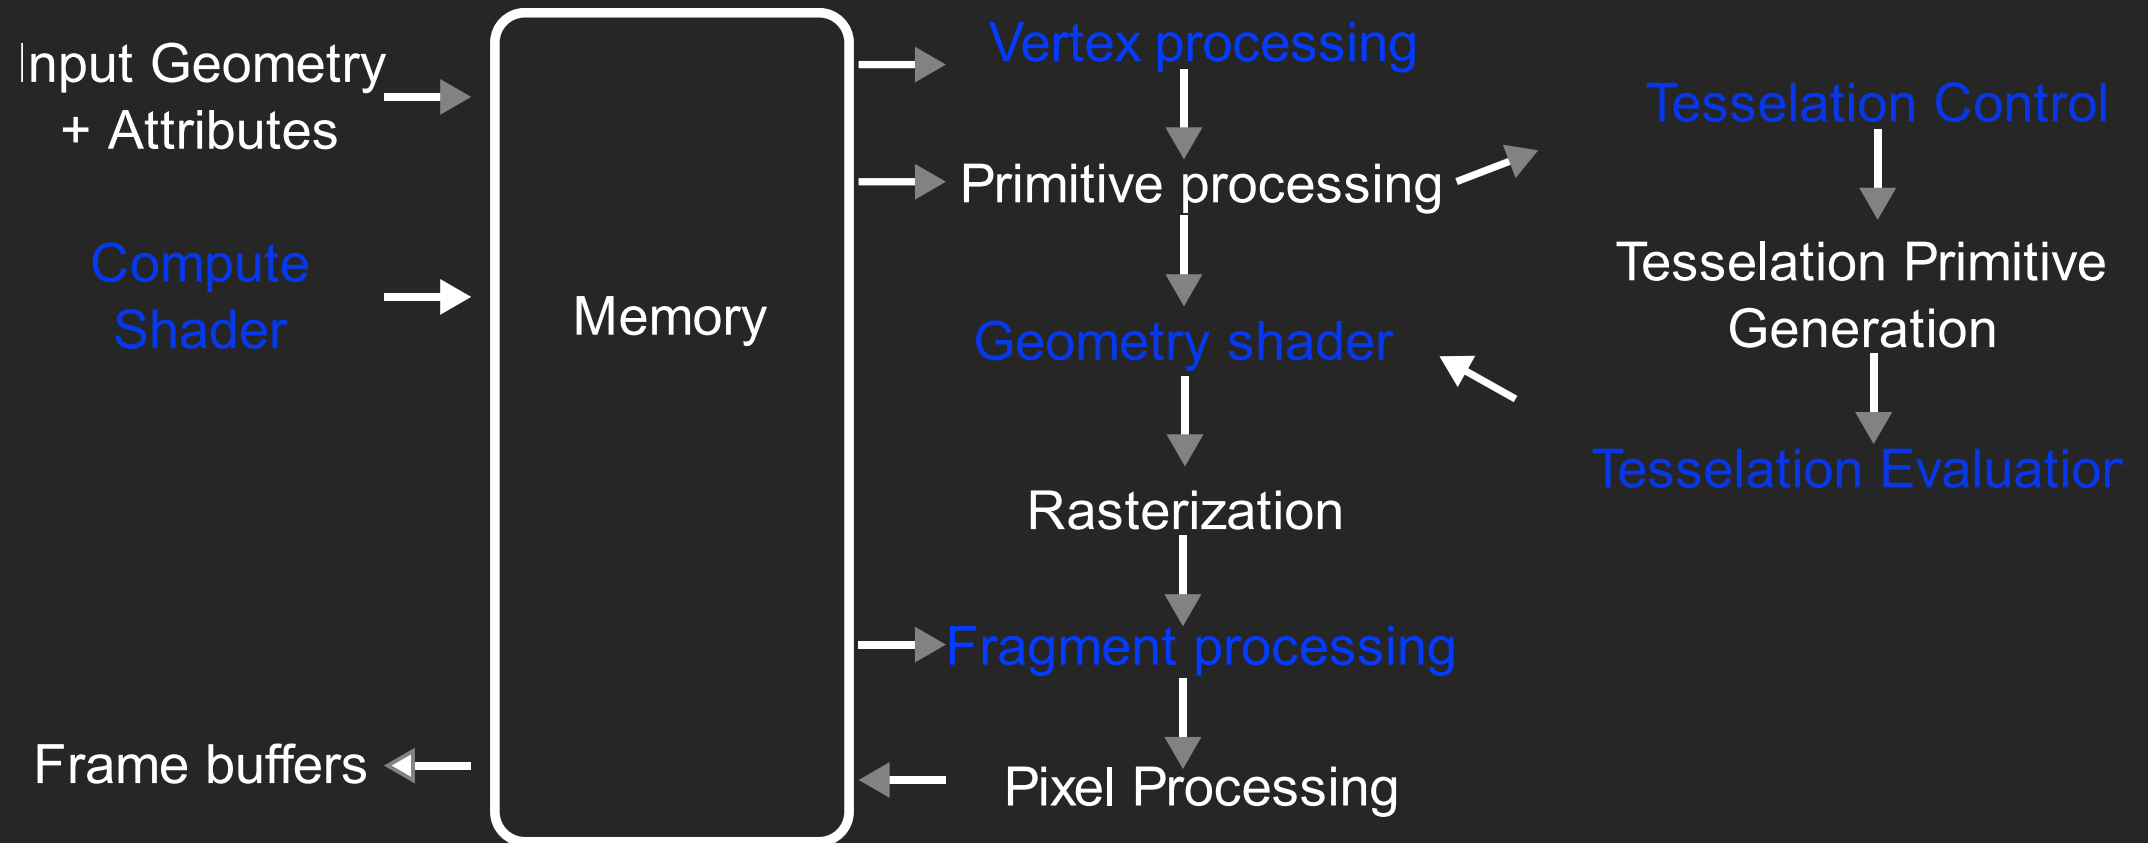 Input Geometry
+ Attributes
Compute
Shader
Frame buffers
Memory
Vertex processing
Primitive processing
Geometry shader
Rasterization
Fragment processing
Pixel Processing
Tesselation Control
Tesselation Primitive
Generation
Tesselation Evaluation